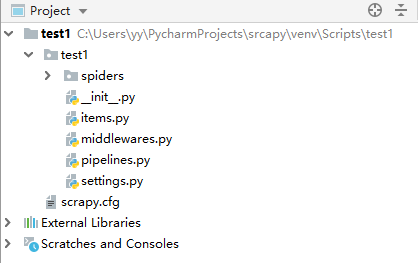 Project
test1 C:\Users\yy\PycharmProjects\srcapy\venv\Scripts\test1
test1
spiders
__init__.py
items.py
middlewares.py
pipelines.py
settings.py
scrapy.cfg
External Libraries
Scratches and Consoles